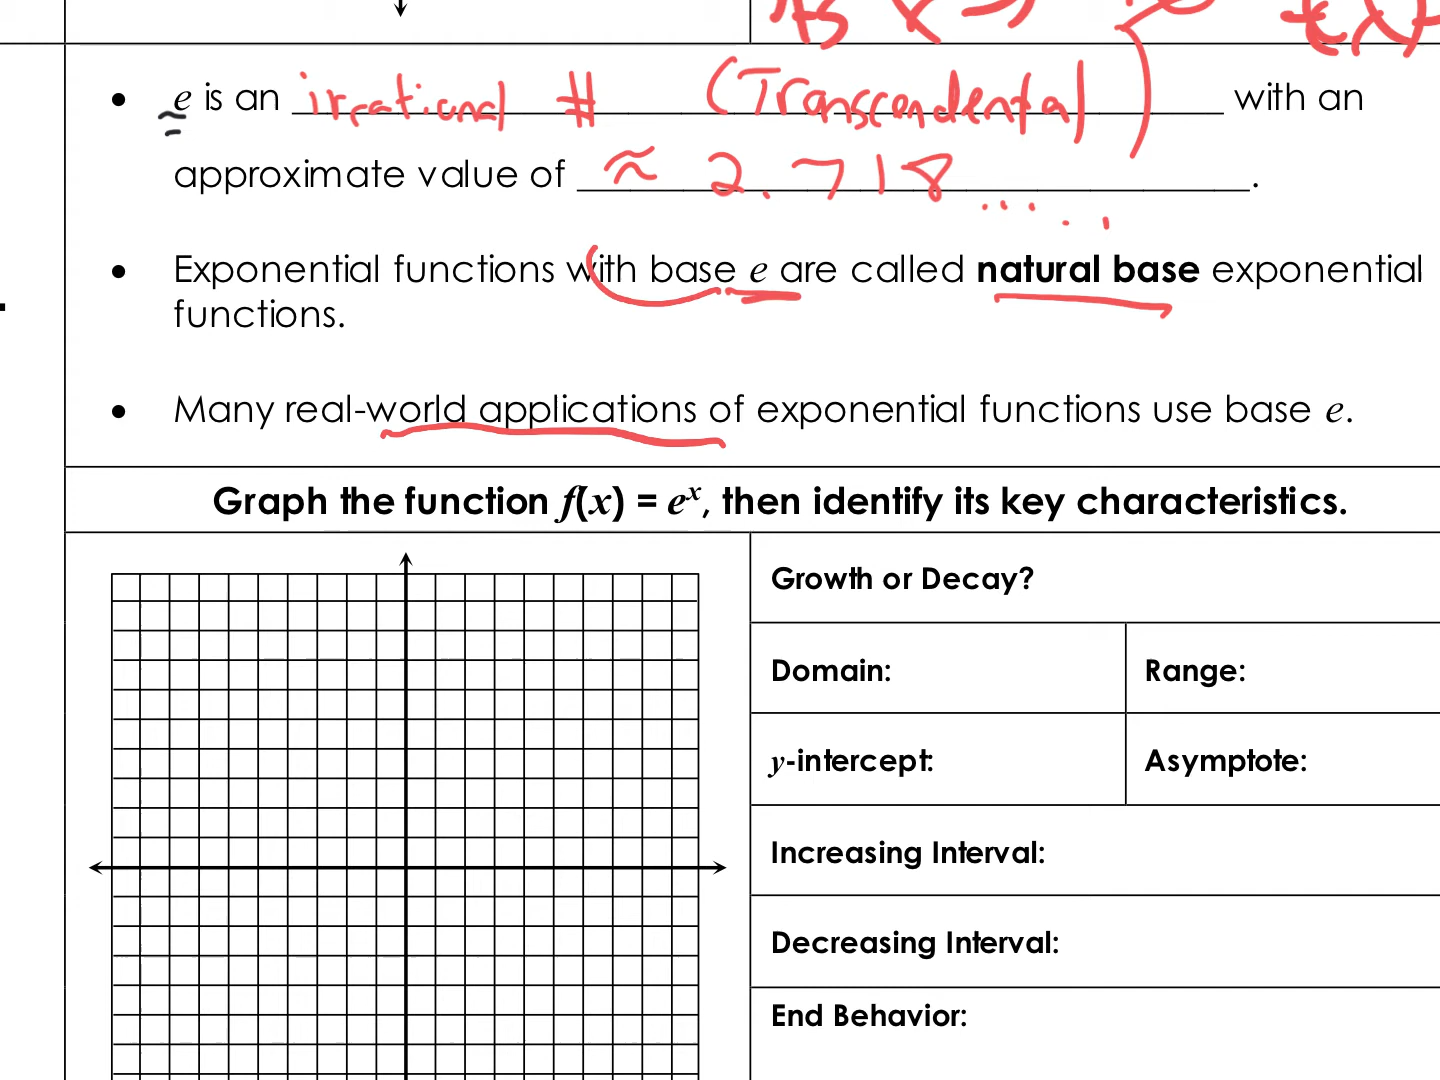 As x →
• e is an irrational # (Transcendental) with an
approximate value of ≈ 2.718.....
• Exponential functions with base e are called natural base exponential
functions.
• Many real-world applications of exponential functions use base e.
Graph the function f(x) = eˣ, then identify its key characteristics.
Growth or Decay?
Domain: Range:
y-intercept: Asymptote:
Increasing Interval:
Decreasing Interval:
End Behavior: